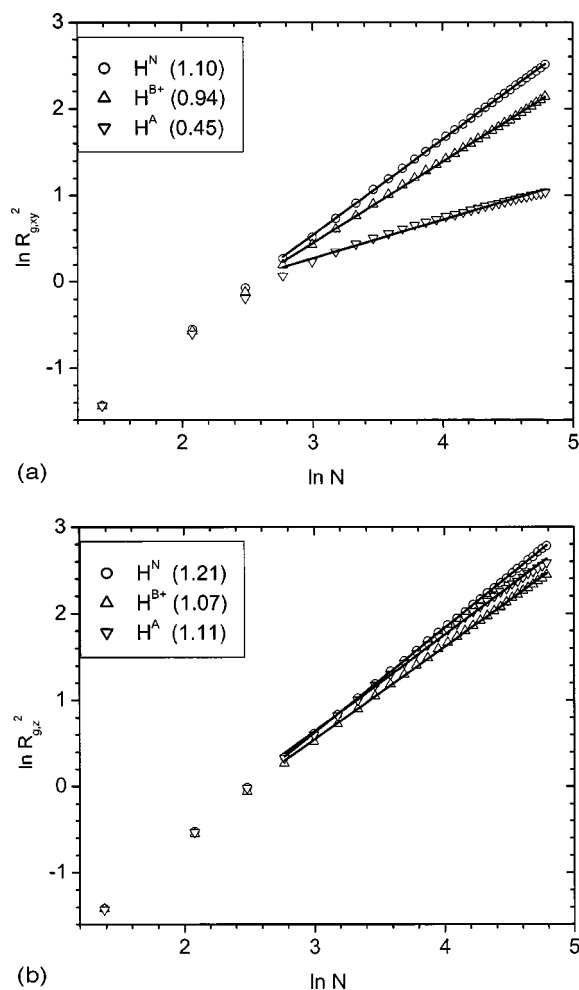 3
2
1
0
-1
2
3
4
5
H^N (1.10)
H^B+ (0.94)
H^A (0.45)
ln R_g,xy^2
ln N
(a)
3
2
1
0
-1
2
3
4
5
H^N (1.21)
H^B+ (1.07)
H^A (1.11)
ln R_g,z^2
ln N
(b)